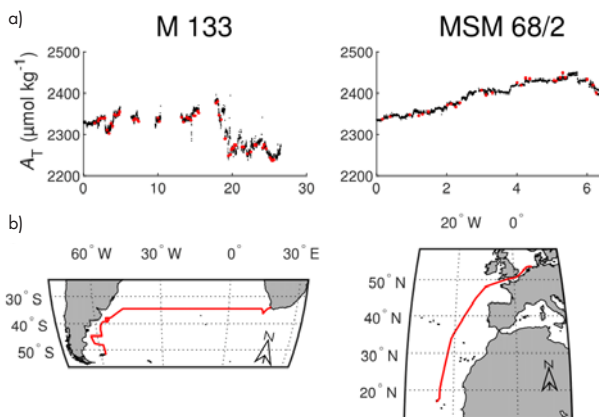 a)
M 133
MSM 68/2
A_T (μmol kg⁻¹)
2500
2400
2300
2200
0
10
20
30
2500
2400
2300
2200
0
2
4
6
b)
60° W
30° W
0°
30° E
30° S
40° S
50° S
N
20° W
0°
50° N
40° N
30° N
20° N
N